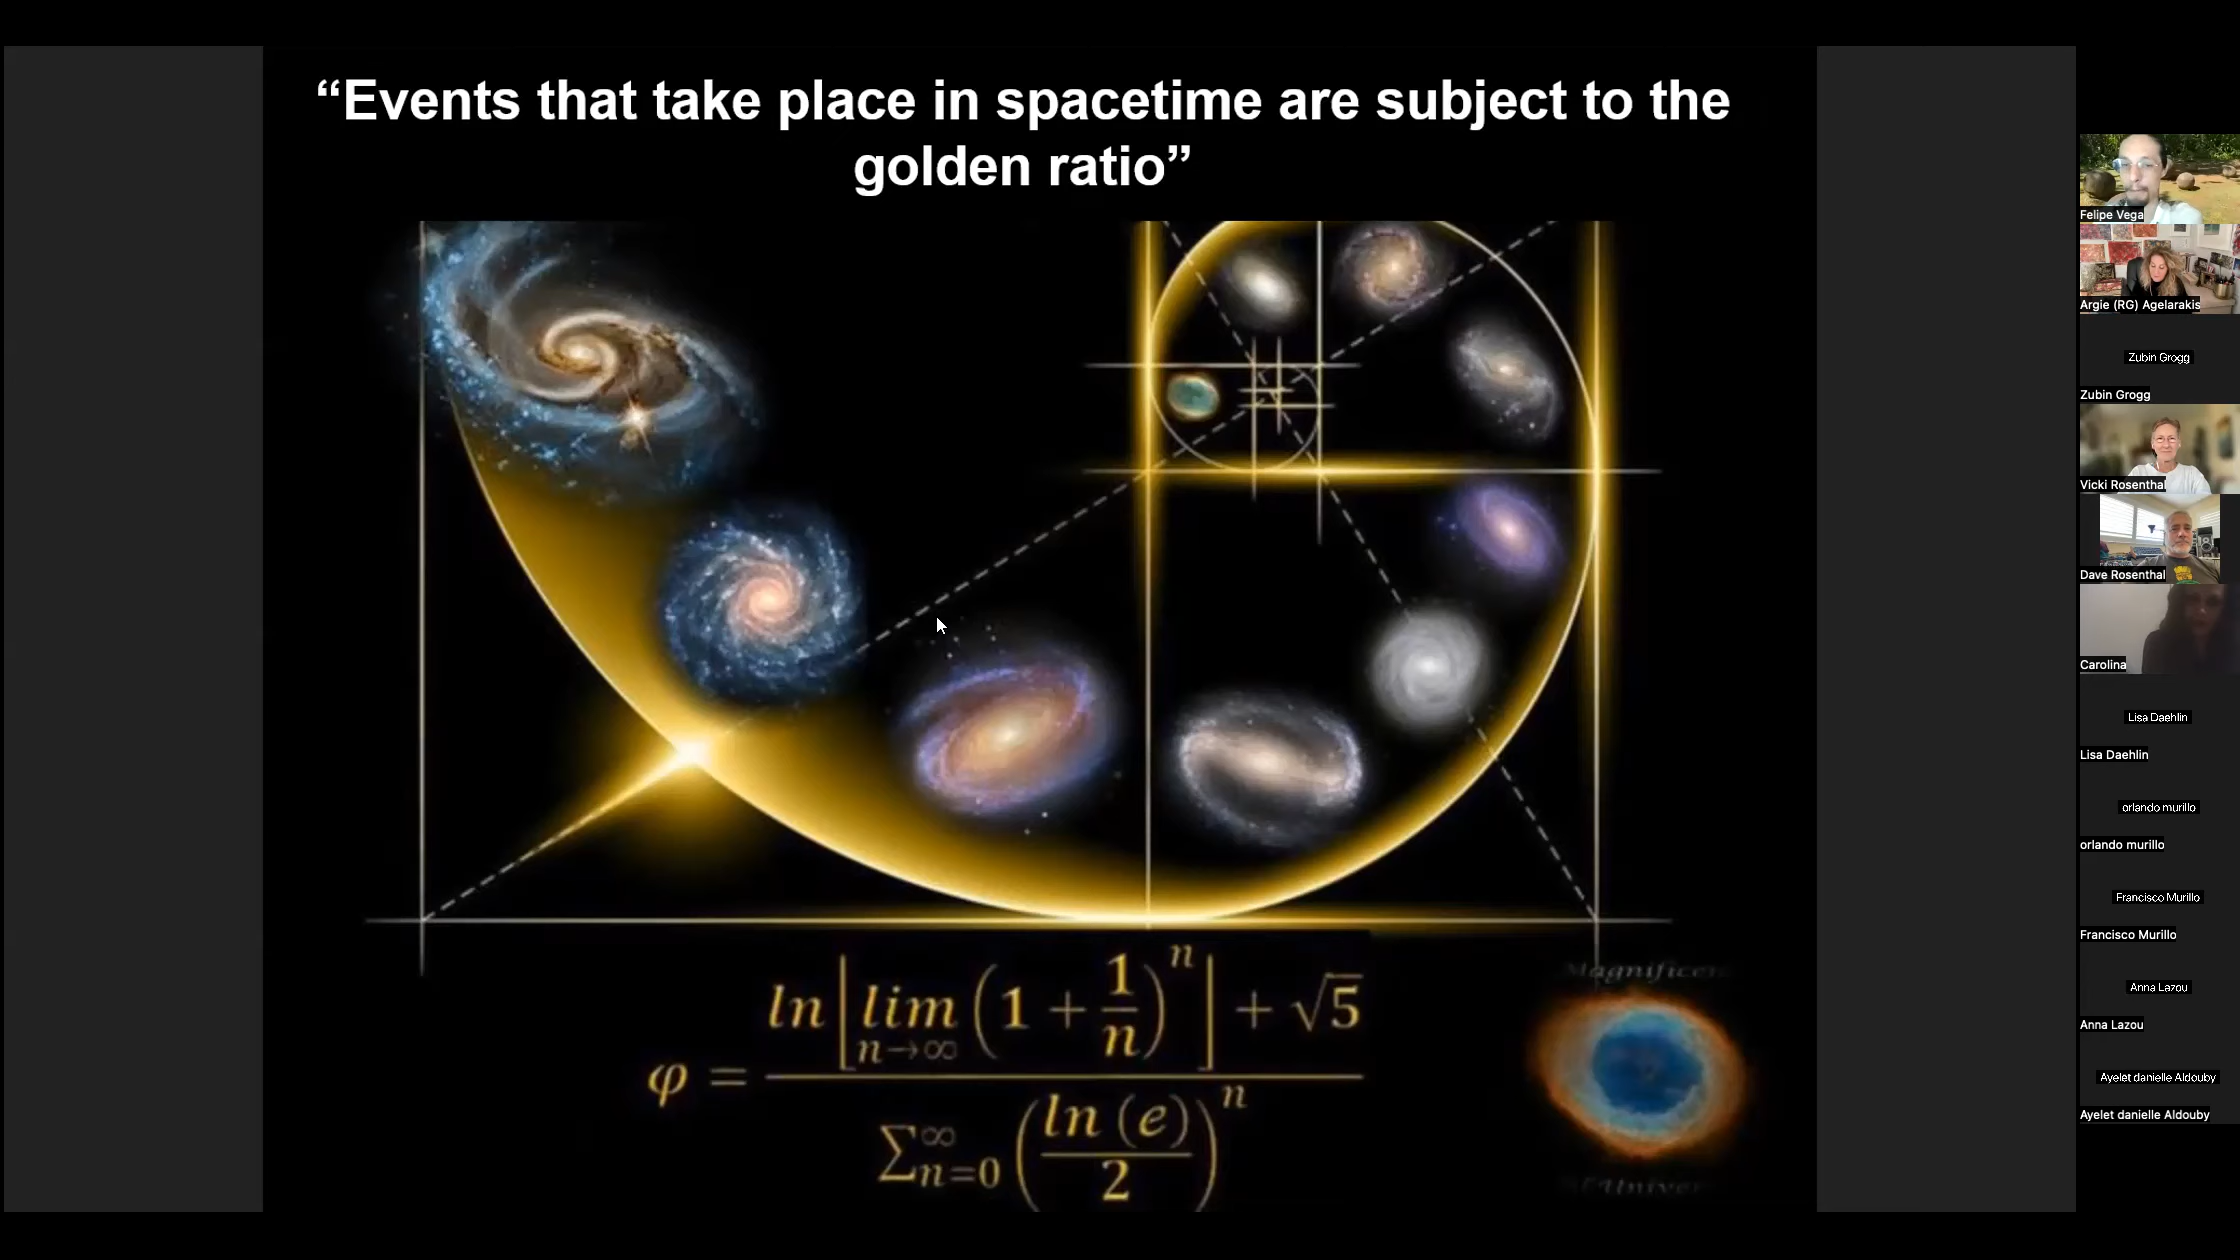 “Events that take place in spacetime are subject to the
golden ratio”
φ = (ln⌊lim n→∞ (1 + 1/n)^n⌋ + √5) / (∑_{n=0}^{∞} (ln (e)/2)^n)
Felipe Vega
Argie (RG) Agelarakis
Zubin Grogg
Zubin Grogg
Vicki Rosenthal
Dave Rosenthal
Carolina
Lisa Daehlin
Lisa Daehlin
orlando murillo
orlando murillo
Francisco Murillo
Francisco Murillo
Anna Lazou
Anna Lazou
Ayelet danielle Aldouby
Ayelet danielle Aldouby